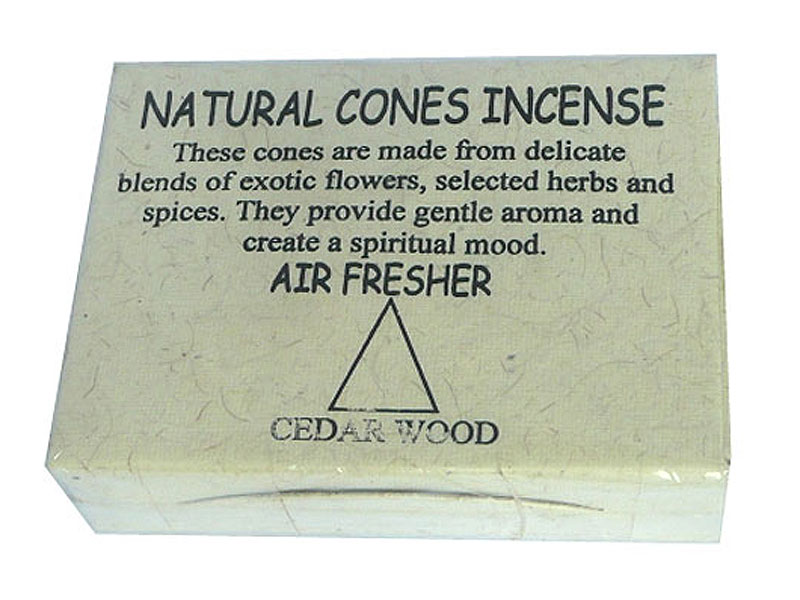 NATURAL CONES INCENSE
These cones are made from delicate
blends of exotic flowers, selected herbs and
spices. They provide gentle aroma and
create a spiritual mood.
AIR FRESHER
CEDAR WOOD